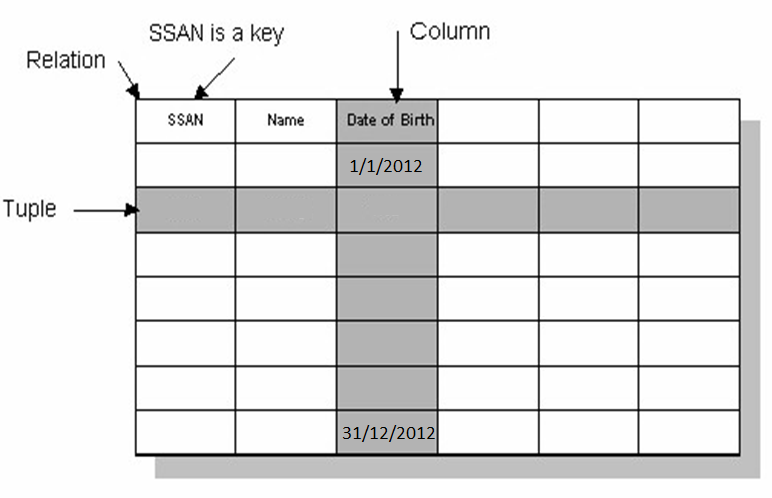 SSAN is a key
Column
Relation
SSAN
Name
Date of Birth
1/1/2012
Tuple
31/12/2012